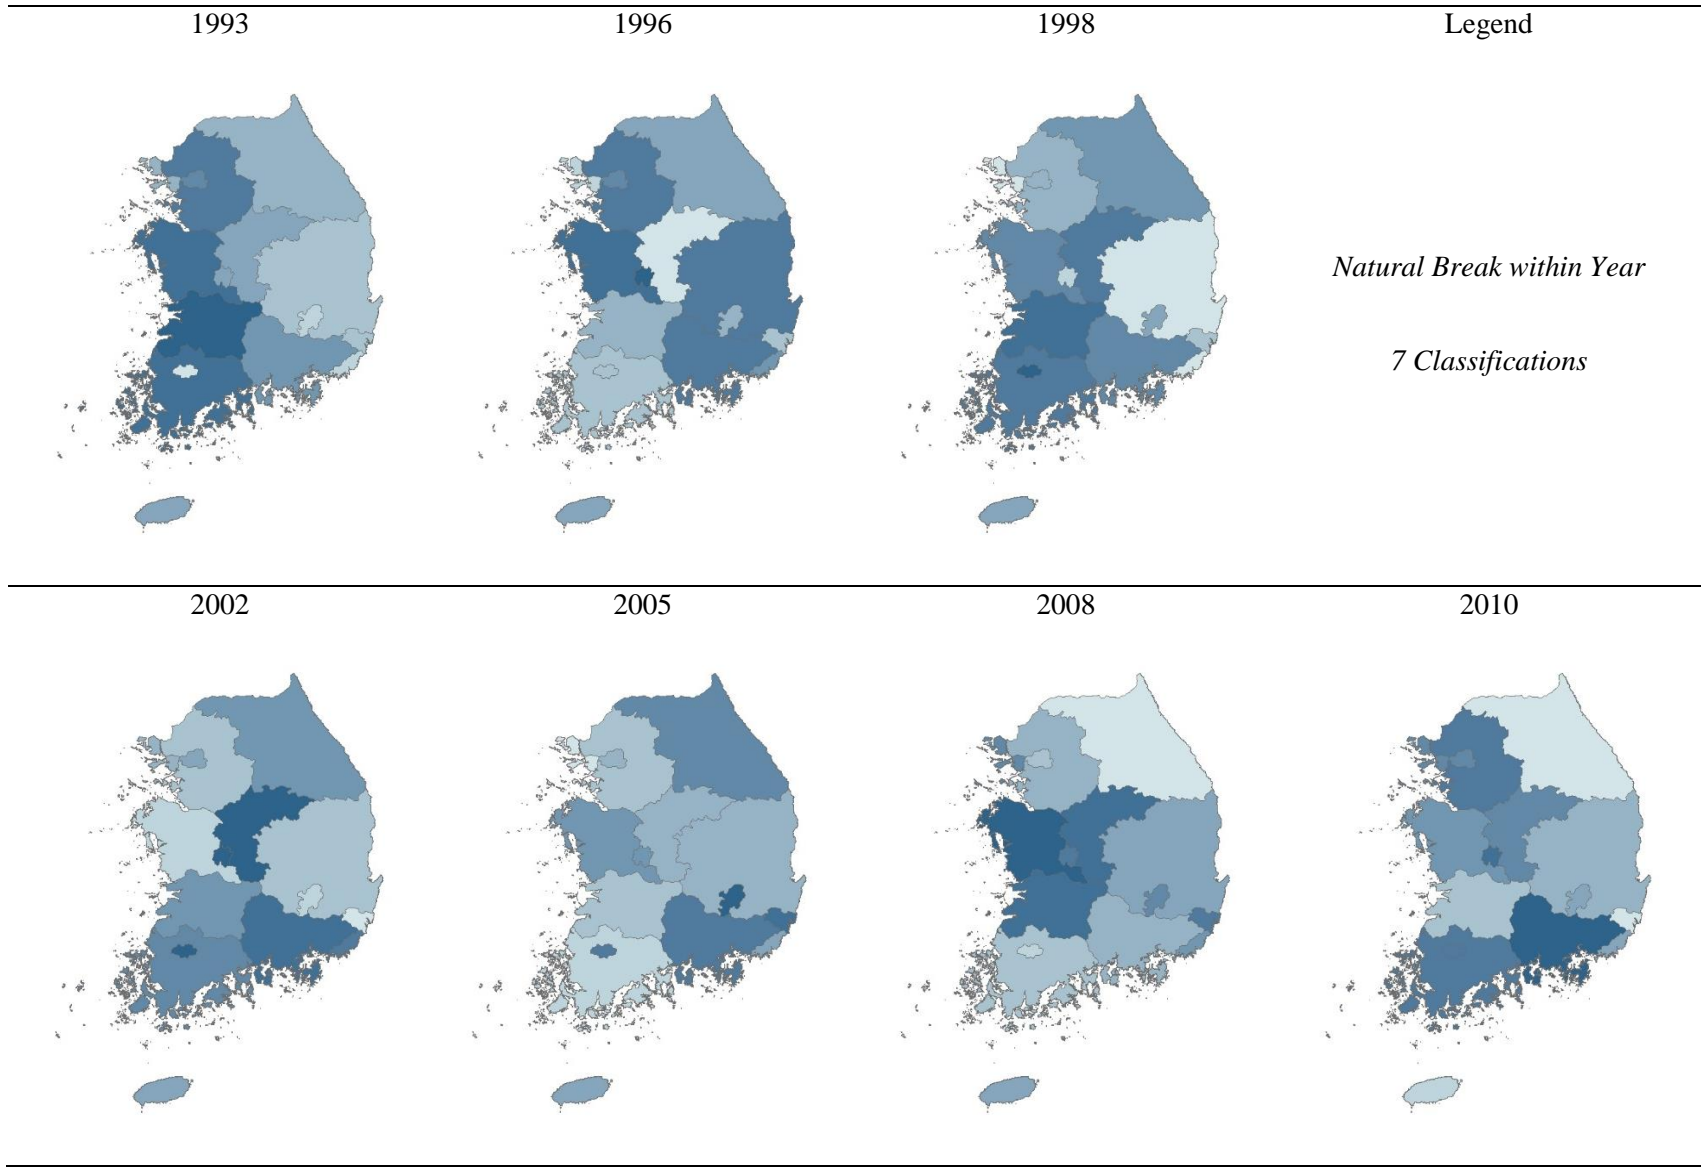 1993
1996
1998
Legend
Natural Break within Year
7 Classifications
2002
2005
2008
2010